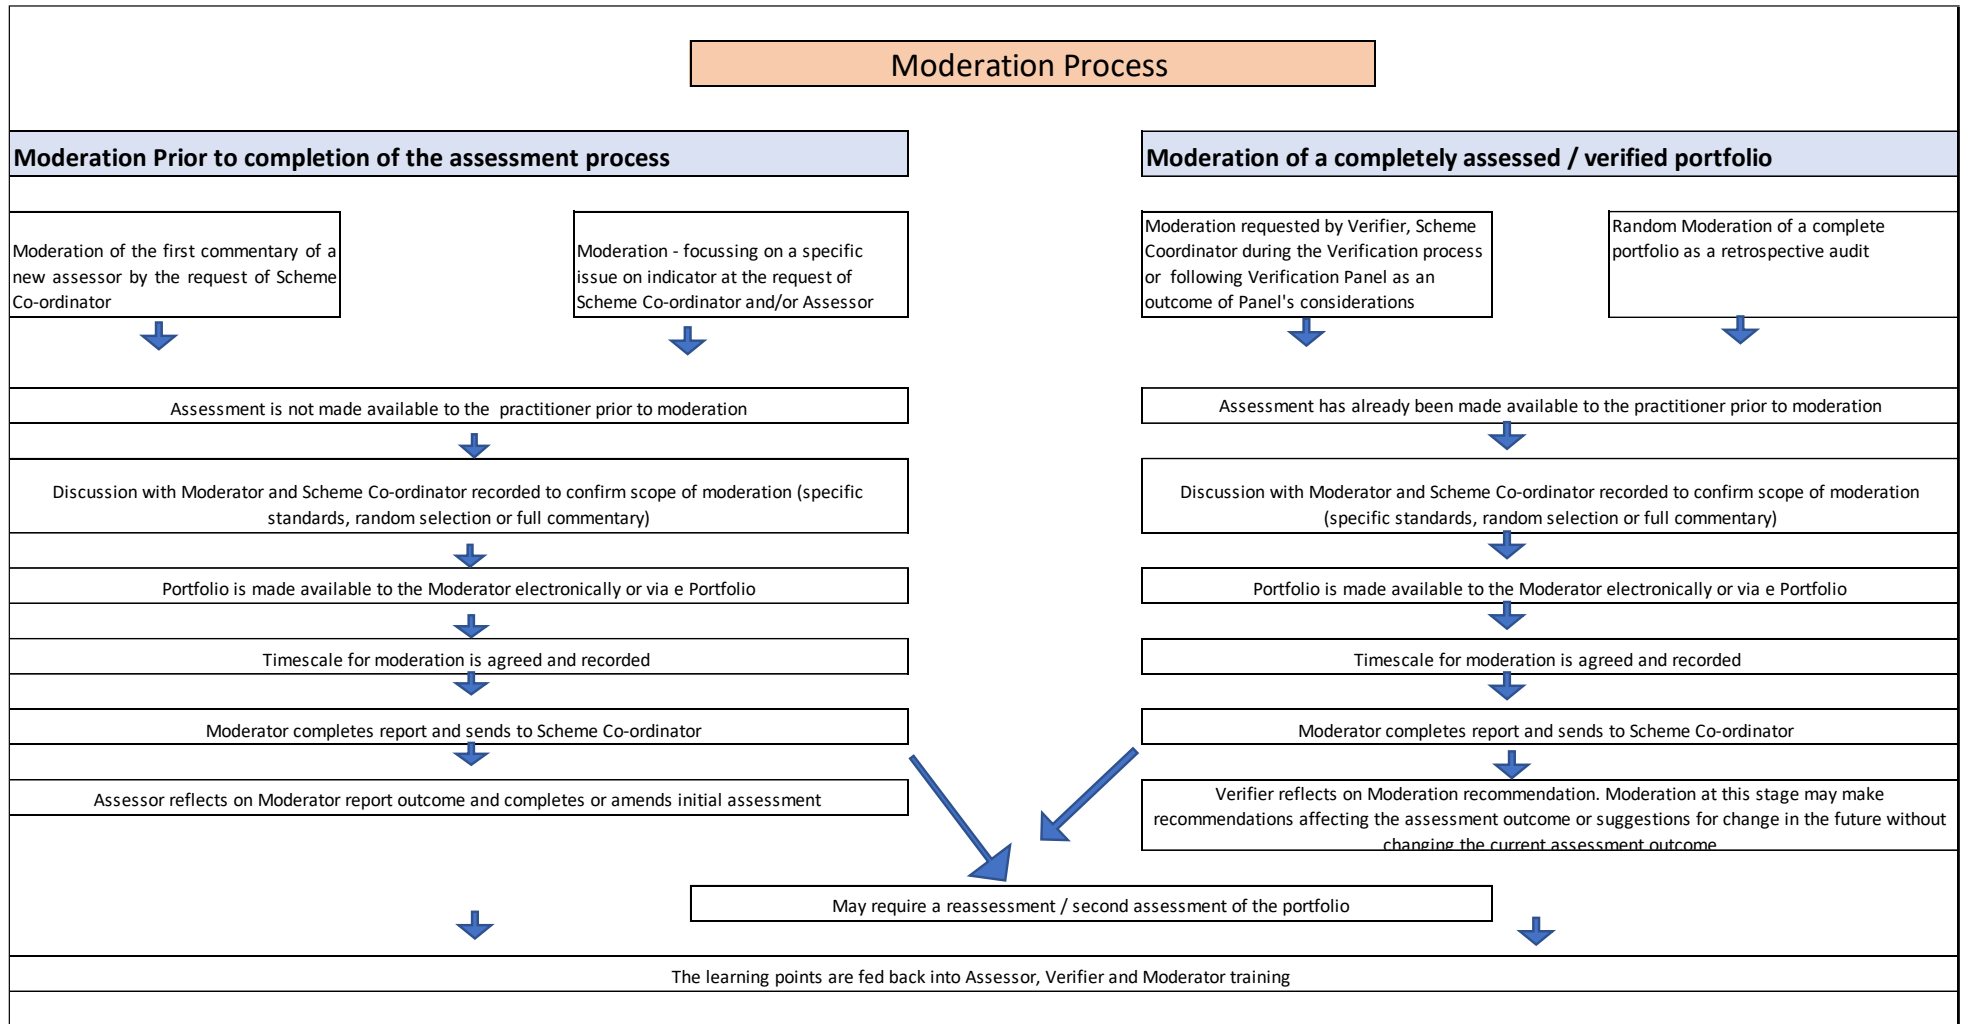 Moderation Process
Moderation Prior to completion of the assessment process
Moderation of the first commentary of a
new assessor by the request of Scheme
Co-ordinator
Moderation - focussing on a specific
issue on indicator at the request of
Scheme Co-ordinator and/or Assessor
Assessment is not made available to the  practitioner prior to moderation
Discussion with Moderator and Scheme Co-ordinator recorded to confirm scope of moderation (specific
standards, random selection or full commentary)
Portfolio is made available to the Moderator electronically or via e Portfolio
Timescale for moderation is agreed and recorded
Moderator completes report and sends to Scheme Co-ordinator
Assessor reflects on Moderator report outcome and completes or amends initial assessment
Moderation of a completely assessed / verified portfolio
Moderation requested by Verifier, Scheme
Coordinator during the Verification process
or  following Verification Panel as an
outcome of Panel's considerations
Random Moderation of a complete
portfolio as a retrospective audit
Assessment has already been made available to the practitioner prior to moderation
Discussion with Moderator and Scheme Co-ordinator recorded to confirm scope of moderation
(specific standards, random selection or full commentary)
Portfolio is made available to the Moderator electronically or via e Portfolio
Timescale for moderation is agreed and recorded
Moderator completes report and sends to Scheme Co-ordinator
Verifier reflects on Moderation recommendation. Moderation at this stage may make
recommendations affecting the assessment outcome or suggestions for change in the future without
changing the current assessment outcome
May require a reassessment / second assessment of the portfolio
The learning points are fed back into Assessor, Verifier and Moderator training